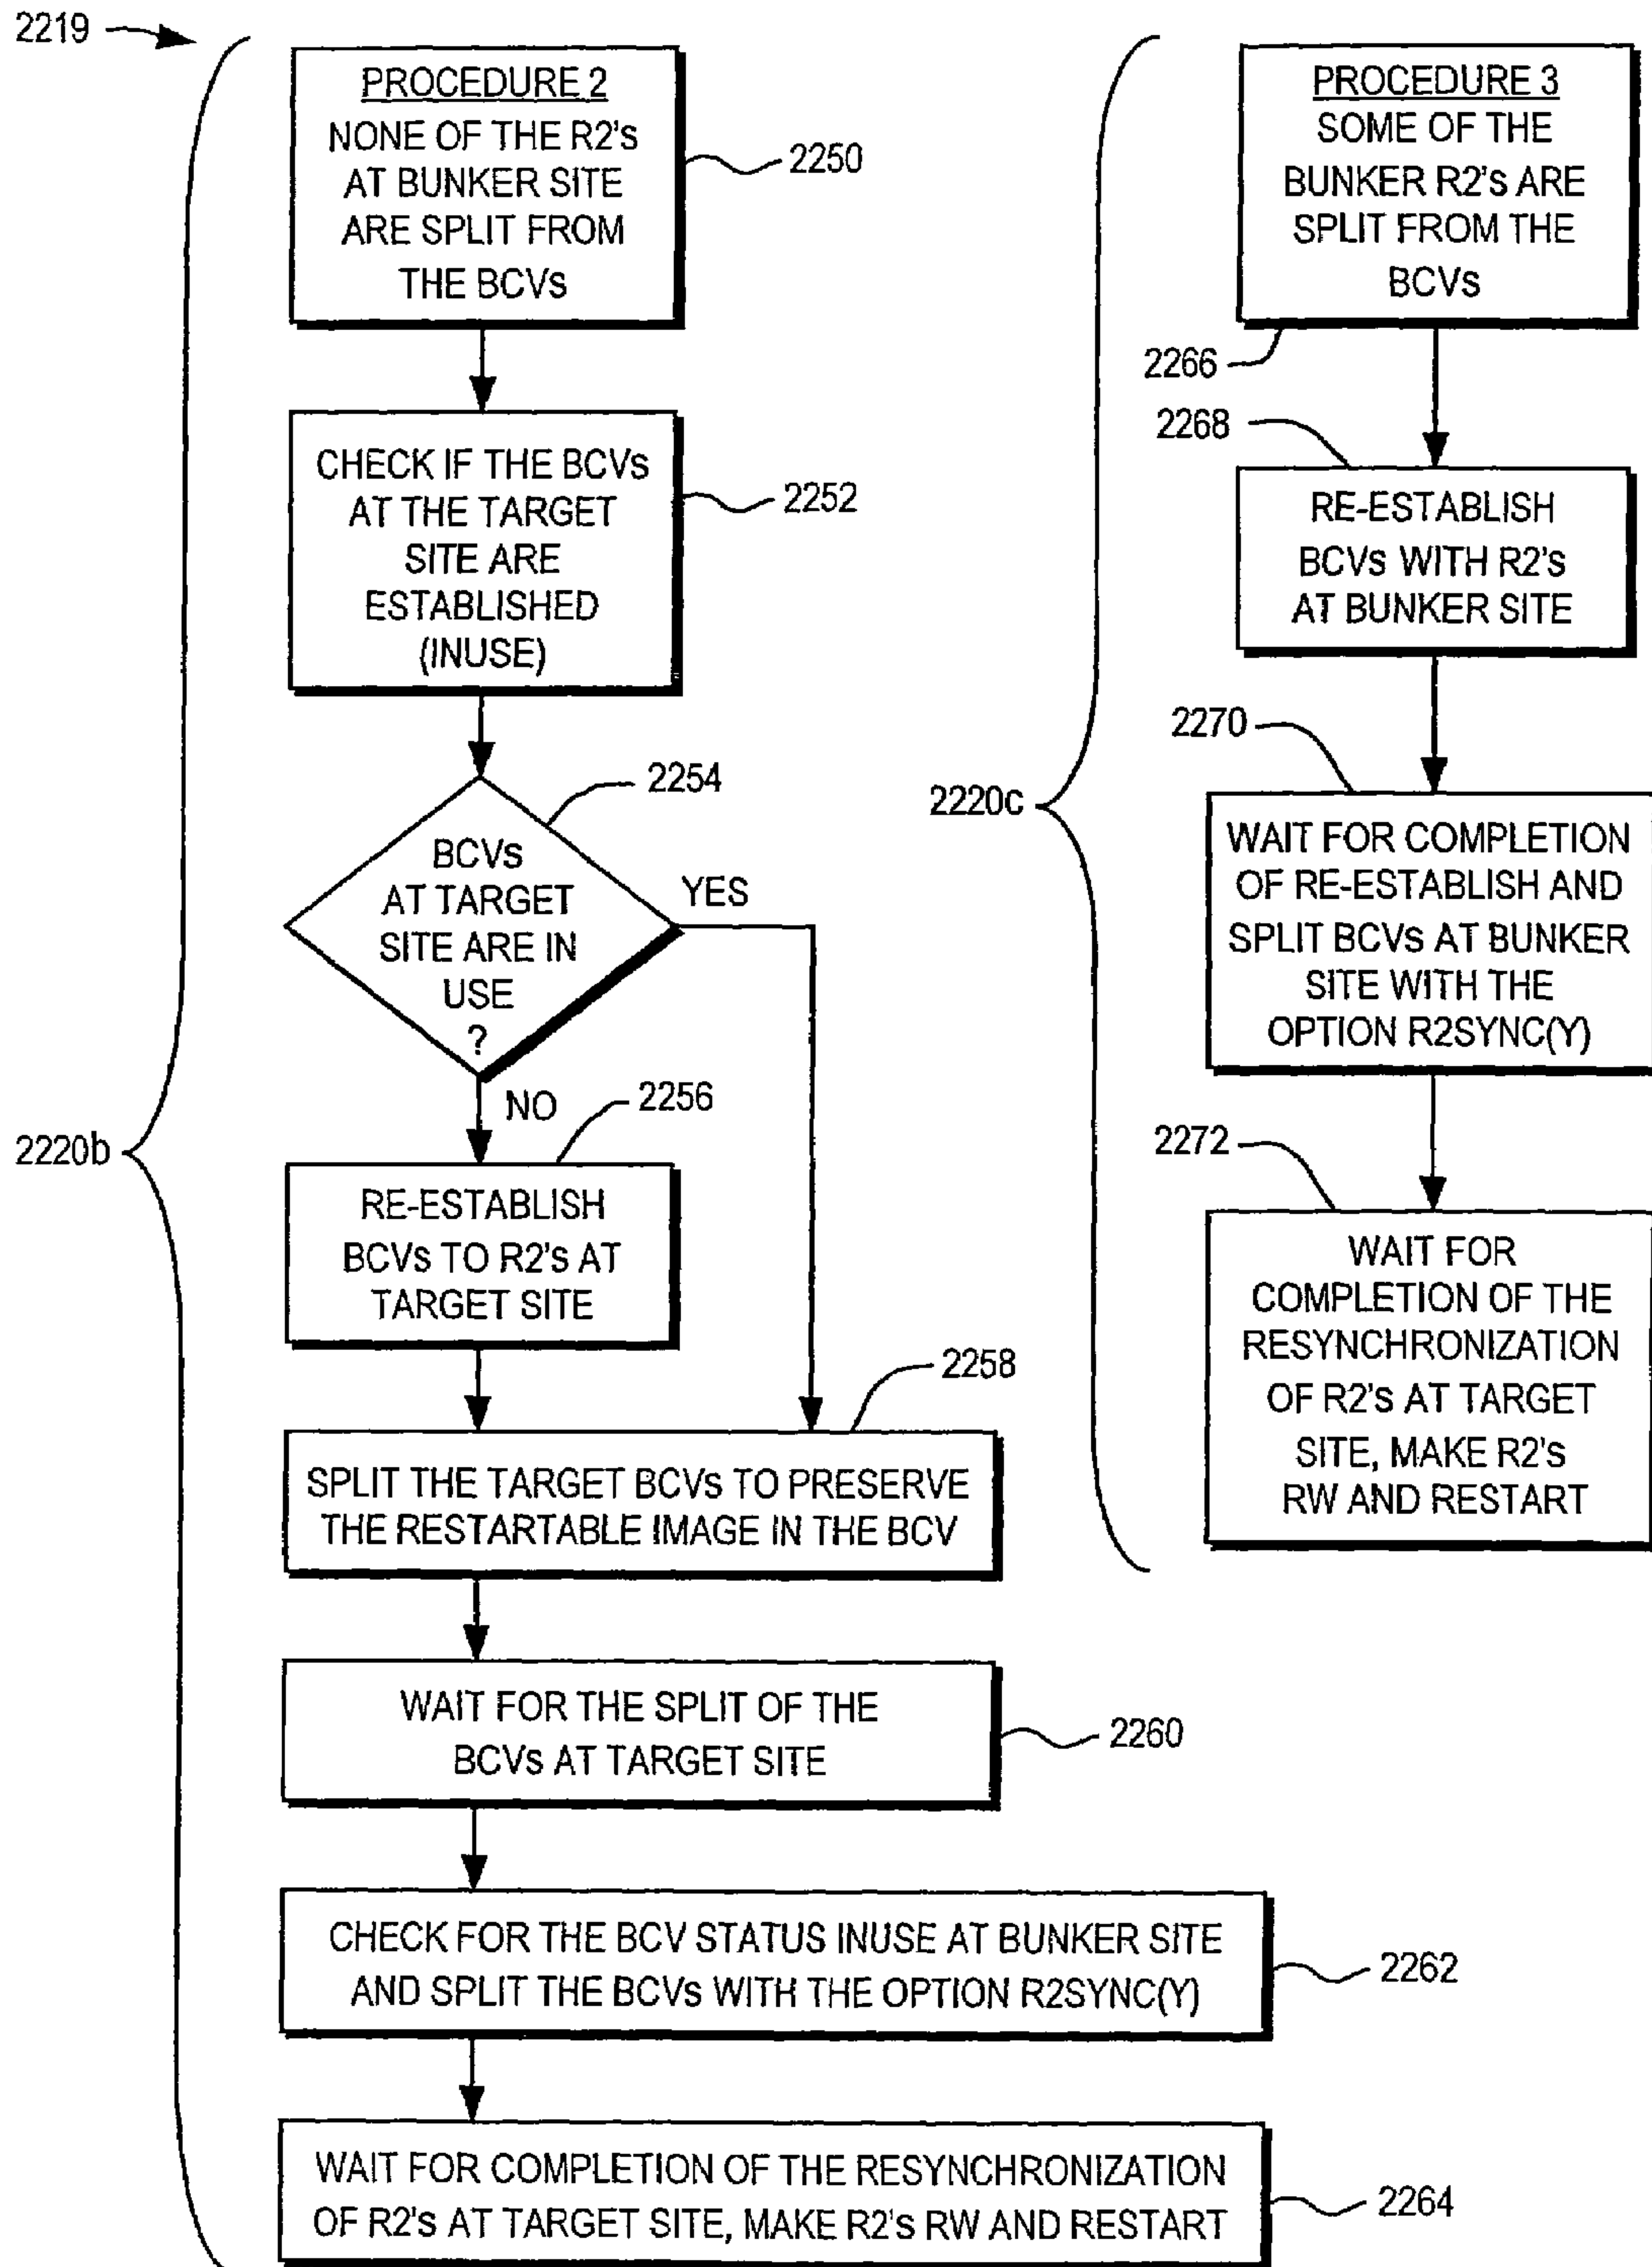 2219
PROCEDURE 2
NONE OF THE R2's
AT BUNKER SITE
ARE SPLIT FROM
THE BCVs
2250
CHECK IF THE BCVs
AT THE TARGET
SITE ARE
ESTABLISHED
(INUSE)
2252
2254
BCVs
AT TARGET
SITE ARE IN
USE
?
YES
NO
2256
2220b
RE-ESTABLISH
BCVs TO R2's AT
TARGET SITE
2258
SPLIT THE TARGET BCVs TO PRESERVE
THE RESTARTABLE IMAGE IN THE BCV
WAIT FOR THE SPLIT OF THE
BCVs AT TARGET SITE
2260
CHECK FOR THE BCV STATUS INUSE AT BUNKER SITE
AND SPLIT THE BCVs WITH THE OPTION R2SYNC(Y)
2262
WAIT FOR COMPLETION OF THE RESYNCHRONIZATION
OF R2's AT TARGET SITE, MAKE R2's RW AND RESTART
2264
PROCEDURE 3
SOME OF THE
BUNKER R2's ARE
SPLIT FROM THE
BCVs
2266
2268
RE-ESTABLISH
BCVs WITH R2's
AT BUNKER SITE
2270
2220c
WAIT FOR COMPLETION
OF RE-ESTABLISH AND
SPLIT BCVs AT BUNKER
SITE WITH THE
OPTION R2SYNC(Y)
2272
WAIT FOR
COMPLETION OF THE
RESYNCHRONIZATION
OF R2's AT TARGET
SITE, MAKE R2's
RW AND RESTART